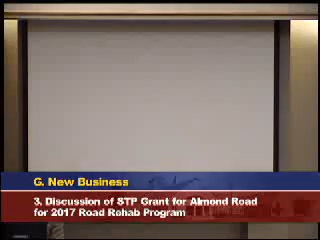 G. New Business
3. Discussion of STP Grant for Almond Road
for 2017 Road Rehab Program